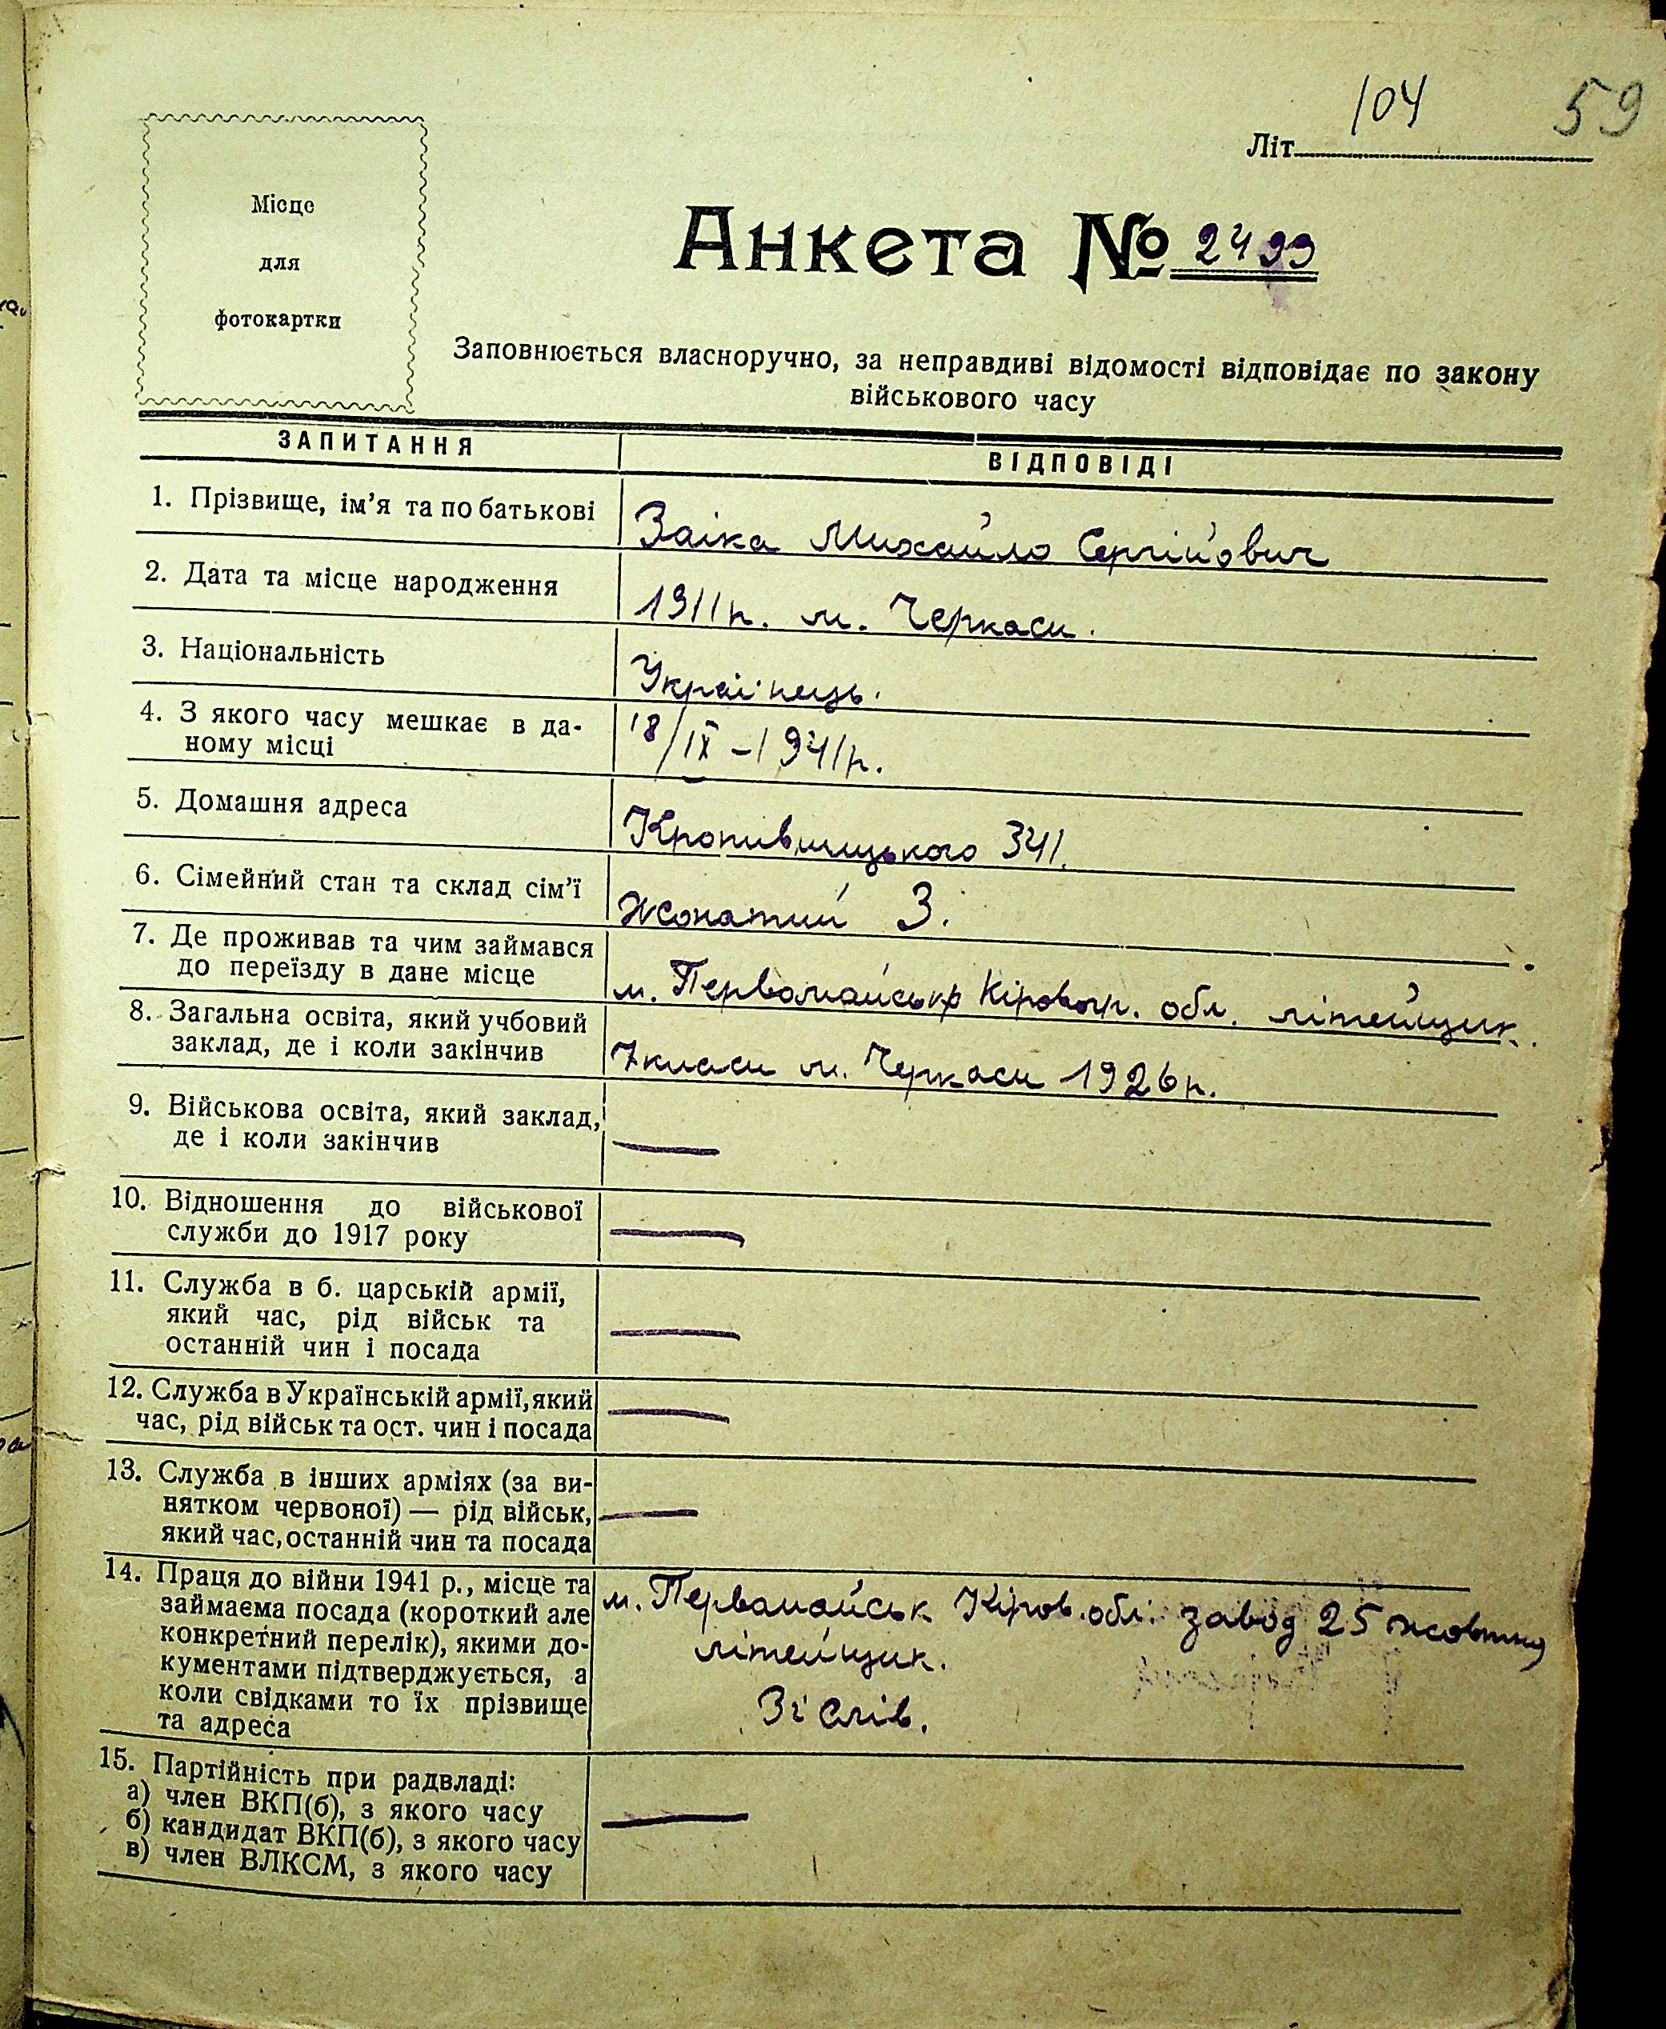 104 59
Літ
Місце
для
фотокартки
Анкета № 2499
Заповнюється власноручно, за неправдиві відомості відповідає по закону
військового часу
ЗАПИТАННЯ ВІДПОВІДІ
1. Прізвище, ім’я та по батькові Заіка Михайло Сергійович
2. Дата та місце народження 1911р. м. Черкаси.
3. Національність Українець.
4. З якого часу мешкає в да- 18/IX – 1941р.
ному місці
5. Домашня адреса Кропивницького 341.
6. Сімейний стан та склад сім’ї жонатий 3.
7. Де проживав та чим займався
до переїзду в дане місце м. Первомайськ Кіровогр. обл. літейщик.
8. Загальна освіта, який учбовий
заклад, де і коли закінчив 7 класи м. Черкаси 1926р.
9. Військова освіта, який заклад,
де і коли закінчив —
10. Відношення до військової
служби до 1917 року —
11. Служба в б. царській армії,
який час, рід військ та
останній чин і посада —
12. Служба в Українській армії, який
час, рід військ та ост. чин і посада —
13. Служба в інших арміях (за ви-
нятком червоної) — рід військ, —
який час, останній чин та посада
14. Праця до війни 1941 р., місце та м. Первомайськ Кіров. обл. завод 25 жовтня
займаєма посада (короткий але
конкретний перелік), якими до- літейщик.
кументами підтверджується, а
коли свідками то їх прізвище Зі слів.
та адреса
15. Партійність при радвладі:
а) член ВКП(б), з якого часу —
б) кандидат ВКП(б), з якого часу
в) член ВЛКСМ, з якого часу